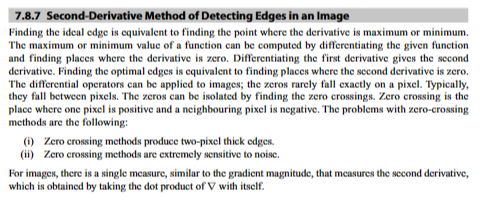 7.8.7 Second-Derivative Method of Detecting Edges in an Image
Finding the ideal edge is equivalent to finding the point where the derivative is maximum or minimum.
The maximum or minimum value of a function can be computed by differentiating the given function
and finding places where the derivative is zero. Differentiating the first derivative gives the second
derivative. Finding the optimal edges is equivalent to finding places where the second derivative is zero.
The differential operators can be applied to images; the zeros rarely fall exactly on a pixel. Typically,
they fall between pixels. The zeros can be isolated by finding the zero crossings. Zero crossing is the
place where one pixel is positive and a neighbouring pixel is negative. The problems with zero-crossing
methods are the following:
(i) Zero crossing methods produce two-pixel thick edges.
(ii) Zero crossing methods are extremely sensitive to noise.
For images, there is a single measure, similar to the gradient magnitude, that measures the second derivative,
which is obtained by taking the dot product of ∇ with itself.